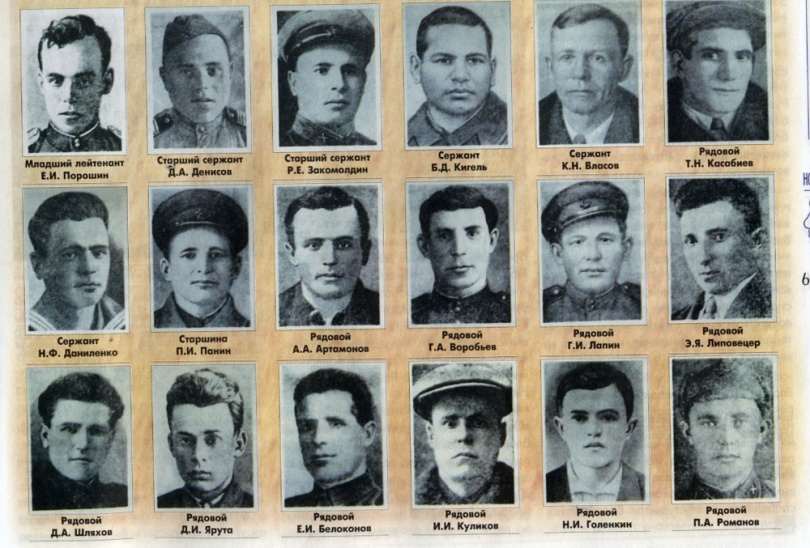 Младший лейтенант
Е.И. Порошин
Старший сержант
Д.А. Денисов
Старший сержант
Р.Е. Закомолдин
Сержант
Б.Д. Кигель
Сержант
К.Н. Власов
Рядовой
Т.Н. Касабиев
Сержант
Н.Ф. Даниленко
Старшина
П.И. Панин
Рядовой
А.А. Артамонов
Рядовой
Г.А. Воробьев
Рядовой
Г.И. Лапин
Рядовой
Э.Я. Липовецер
Рядовой
Д.А. Шляхов
Рядовой
Д.И. Ярута
Рядовой
Е.И. Белоконов
Рядовой
И.И. Куликов
Рядовой
Н.И. Голенкин
Рядовой
П.А. Романов